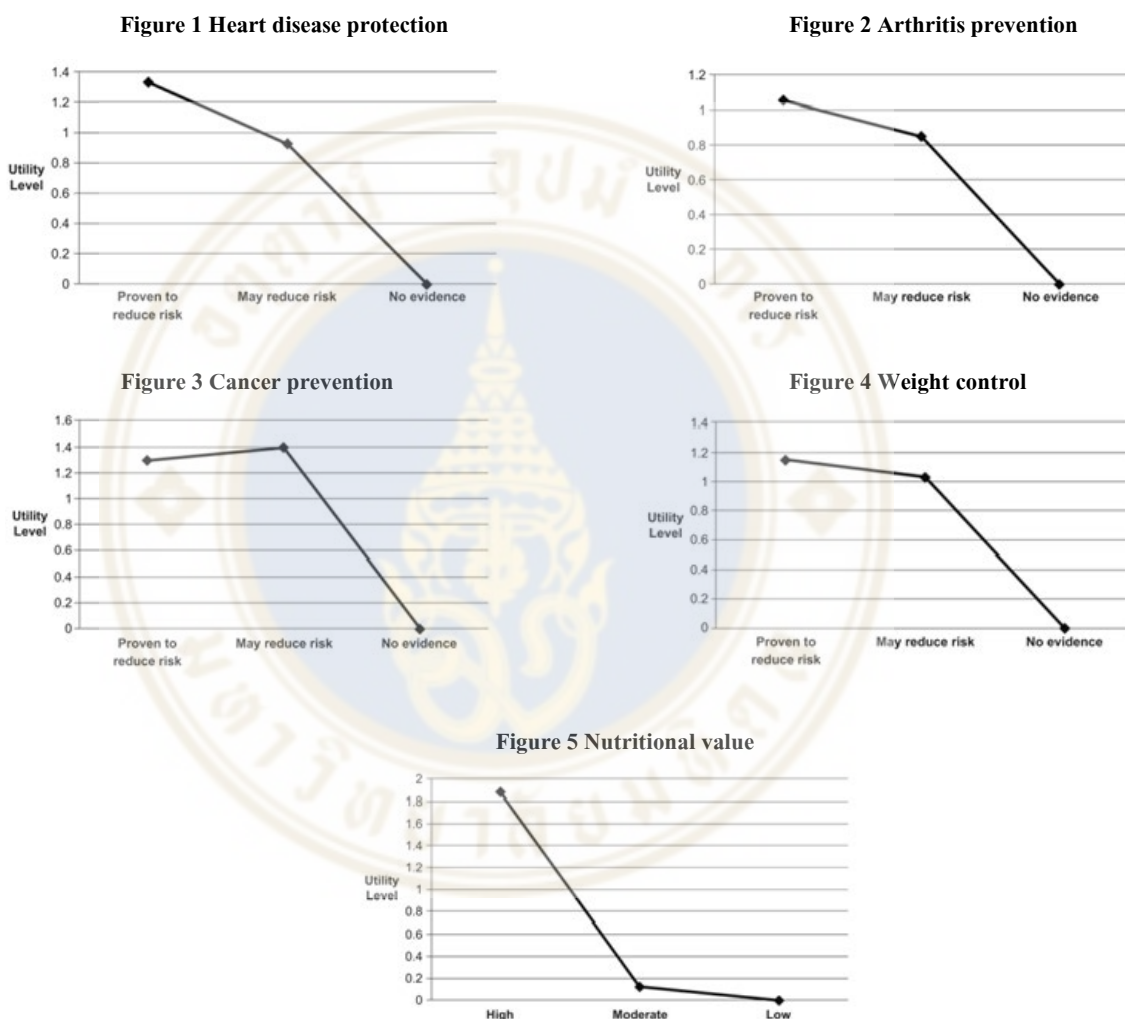 Figure 1 Heart disease protection
1.4
1.2
1
0.8
0.6
0.4
0.2
0
Utility
Level
Proven to
reduce risk
May reduce risk
No evidence
Figure 2 Arthritis prevention
1.2
1
0.8
0.6
0.4
0.2
0
Utility
Level
Proven to
reduce risk
May reduce risk
No evidence
Figure 3 Cancer prevention
1.6
1.4
1.2
1
0.8
0.6
0.4
0.2
0
Utility
Level
Proven to
reduce risk
May reduce risk
No evidence
Figure 4 Weight control
1.4
1.2
1
0.8
0.6
0.4
0.2
0
Utility
Level
Proven to
reduce risk
May reduce risk
No evidence
Figure 5 Nutritional value
2
1.8
1.6
1.4
1.2
1
0.8
0.6
0.4
0.2
0
Utility
Level
High
Moderate
Low